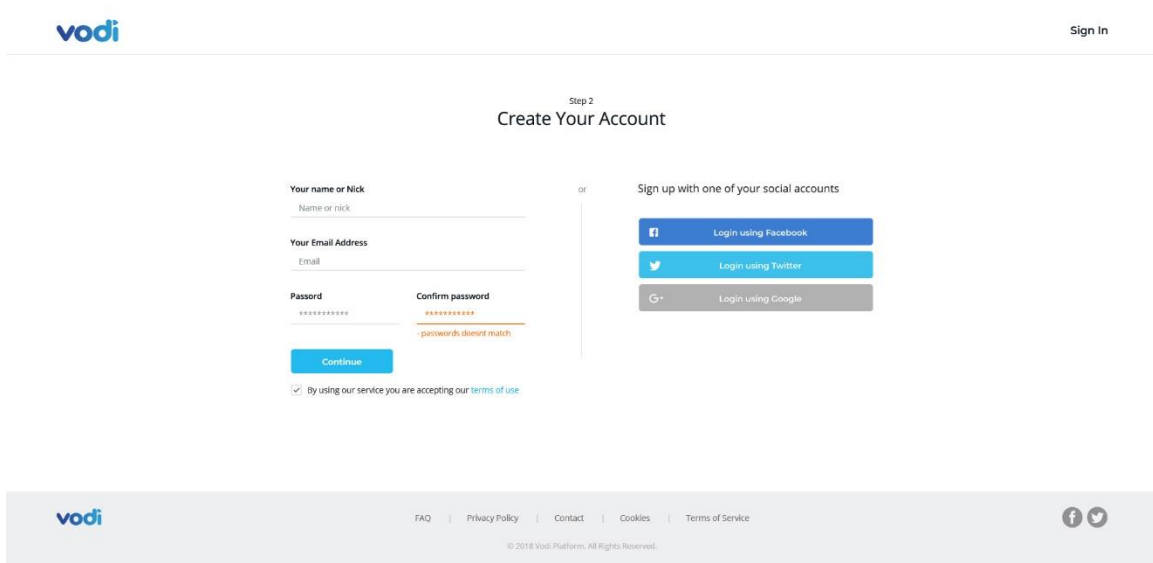 vodi
Sign In
Step 2
Create Your Account
Your name or Nick
Name or nick
Your Email Address
Email
Passord
Confirm password
***********
***********
- passwords doesnt match
Continue
By using our service you are accepting our terms of use
or
Sign up with one of your social accounts
Login using Facebook
Login using Twitter
G+ Login using Google
vodi
FAQ | Privacy Policy | Contact | Cookies | Terms of Service
© 2018 Vodi Platform. All Rights Reserved.